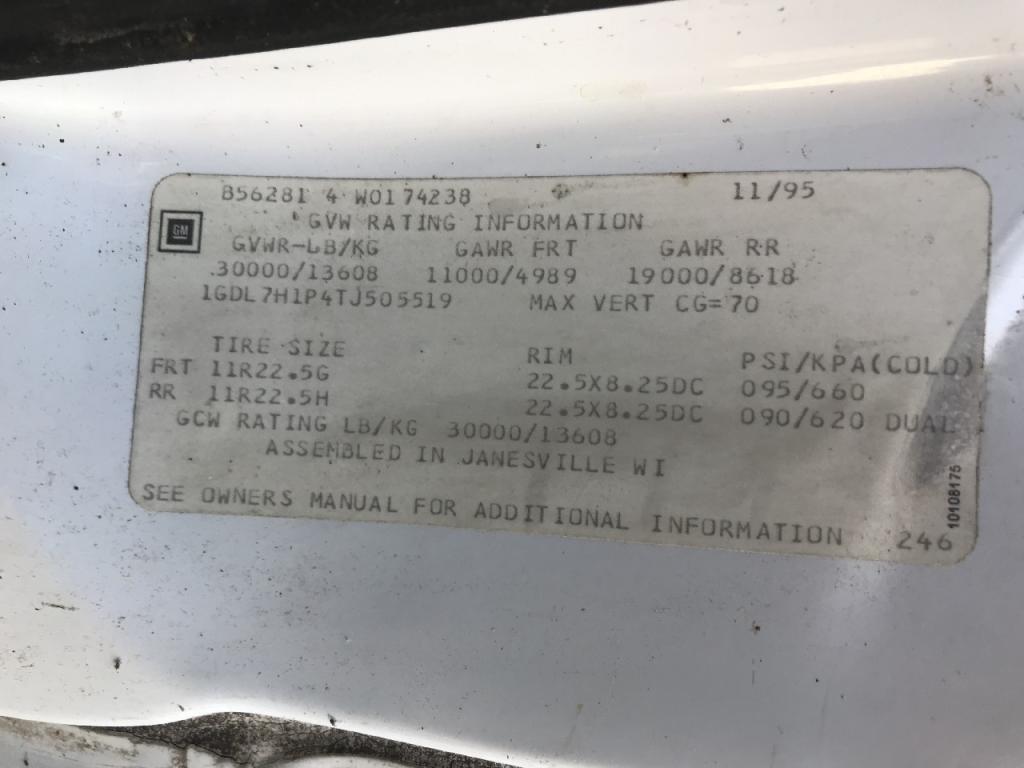 B56281 4 W0174238 11/95
GM
GVW RATING INFORMATION
GVWR-LB/KG GAWR FRT GAWR RR
30000/13608 11000/4989 19000/8618
1GDL7H1P4TJ505519 MAX VERT CG=70
TIRE SIZE RIM PSI/KPA(COLD)
FRT 11R22.5G 22.5X8.25DC 095/660
RR 11R22.5H 22.5X8.25DC 090/620 DUAL
GCW RATING LB/KG 30000/13608
ASSEMBLED IN JANESVILLE WI
SEE OWNERS MANUAL FOR ADDITIONAL INFORMATION 246
10108175